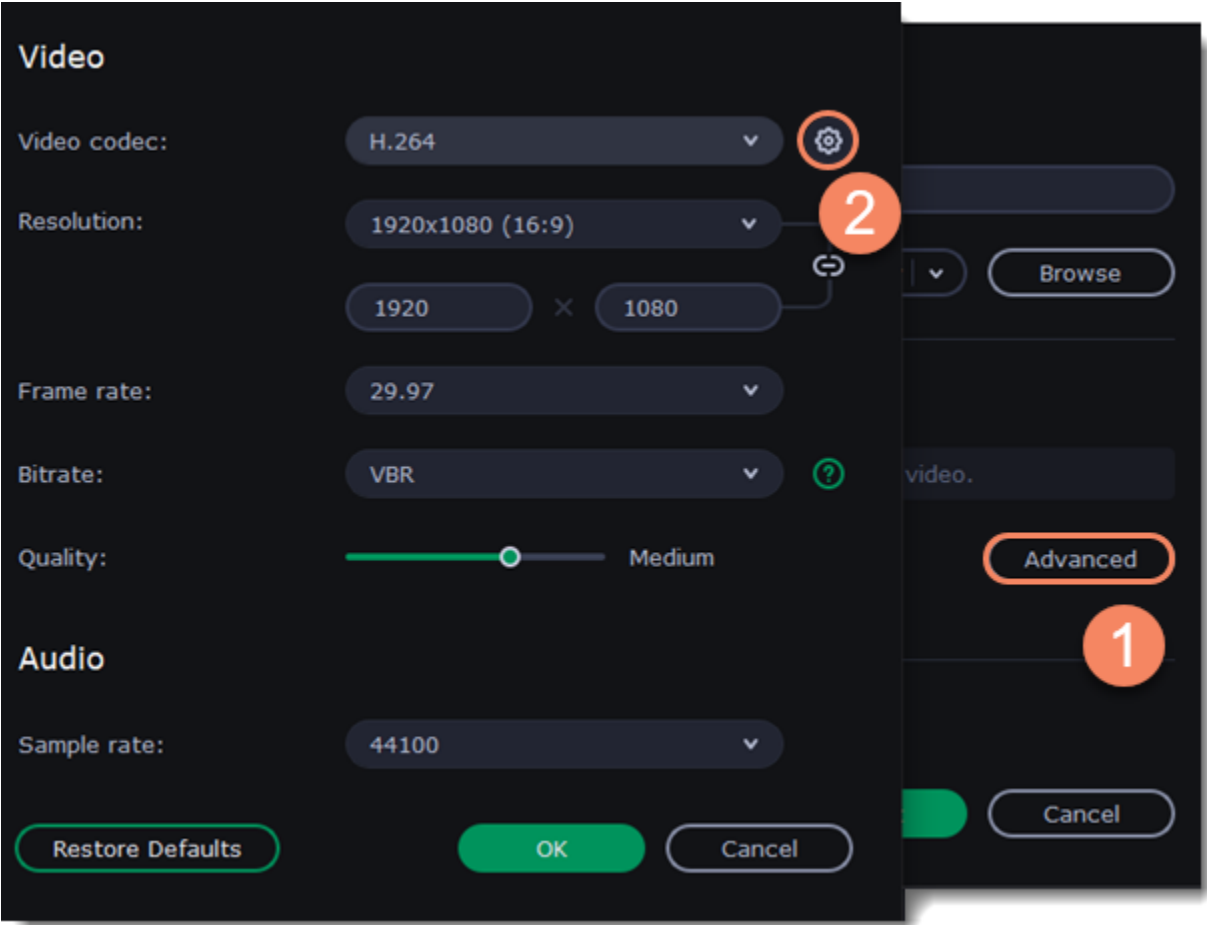 Video
Video codec:
H.264
2
Resolution:
1920x1080 (16:9)
1920 × 1080
Browse
Frame rate:
29.97
Bitrate:
VBR
?
video.
Quality:
Medium
Advanced
1
Audio
Sample rate:
44100
Cancel
Restore Defaults
OK
Cancel